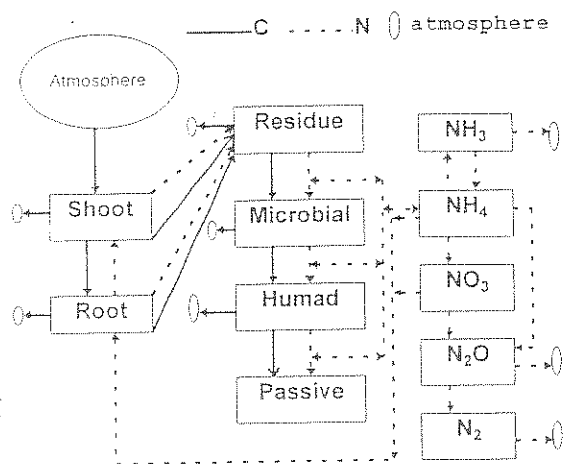 C N atmosphere
Atmosphere
Residue
NH₃
Shoot
Microbial
NH₄
Root
Humad
NO₃
Passive
N₂O
N₂